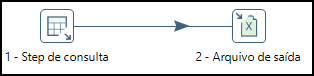 1 - Step de consulta
2 - Arquivo de saída